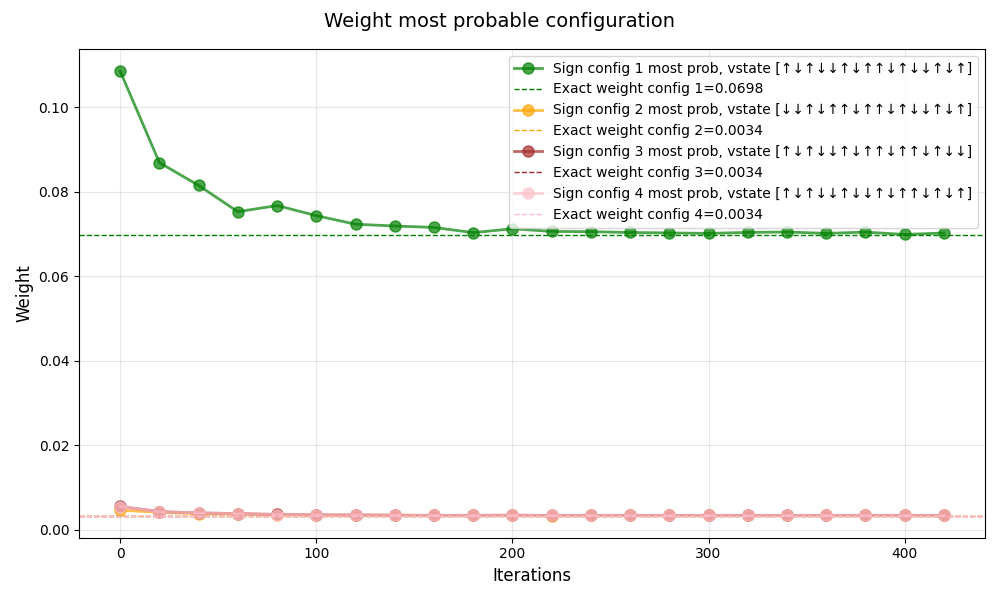 Weight most probable configuration
Sign config 1 most prob, vstate [↑↓↑↓↓↑↓↑↑↓↑↓↓↑↓↑]
Exact weight config 1=0.0698
Sign config 2 most prob, vstate [↓↓↑↓↑↑↓↑↑↓↑↓↓↑↓↑]
Exact weight config 2=0.0034
Sign config 3 most prob, vstate [↑↓↑↓↓↑↓↑↑↓↑↑↓↑↓↓]
Exact weight config 3=0.0034
Sign config 4 most prob, vstate [↑↓↑↓↓↑↓↓↑↓↑↑↓↑↓↑]
Exact weight config 4=0.0034
0.10
0.08
0.06
0.04
0.02
0.00
Weight
0 100 200 300 400
Iterations